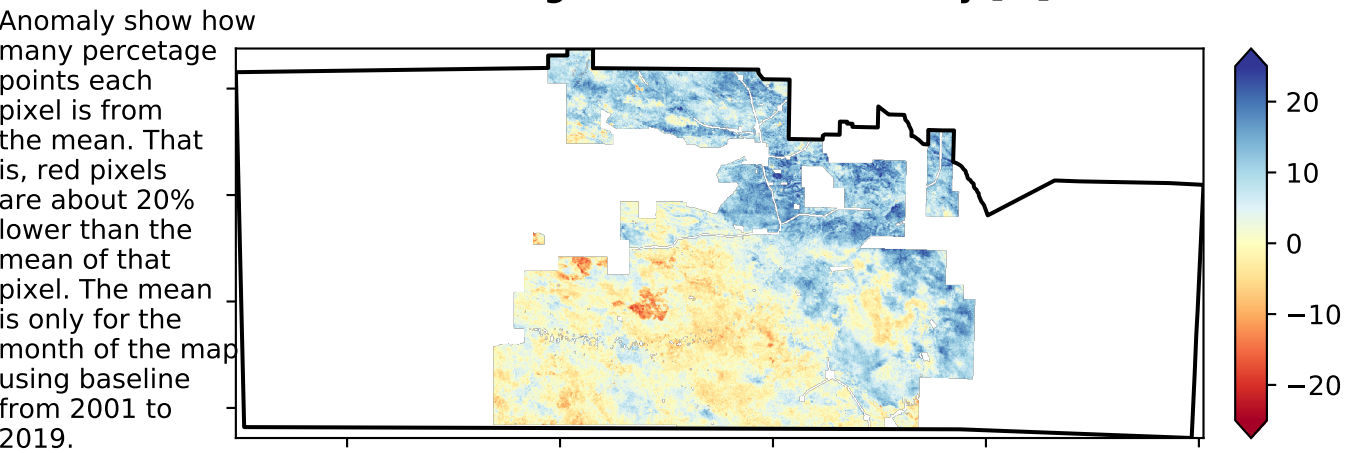 Anomaly show how
many percetage
points each
pixel is from
the mean. That
is, red pixels
are about 20%
lower than the
mean of that
pixel. The mean
is only for the
month of the map
using baseline
from 2001 to
2019.
20
10
0
−10
−20